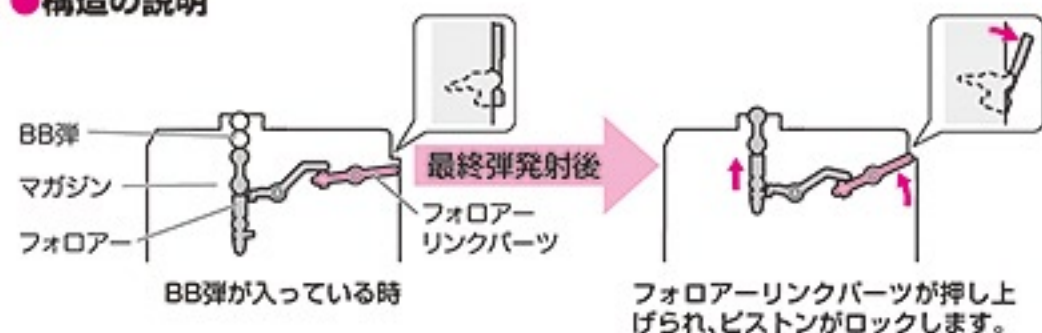 ●構造の説明
BB弾
マガジン
フォロアー
最終弾発射後
フォロアー
リンクパーツ
BB弾が入っている時
フォロアーリンクパーツが押し上
げられ、ピストンがロックします。